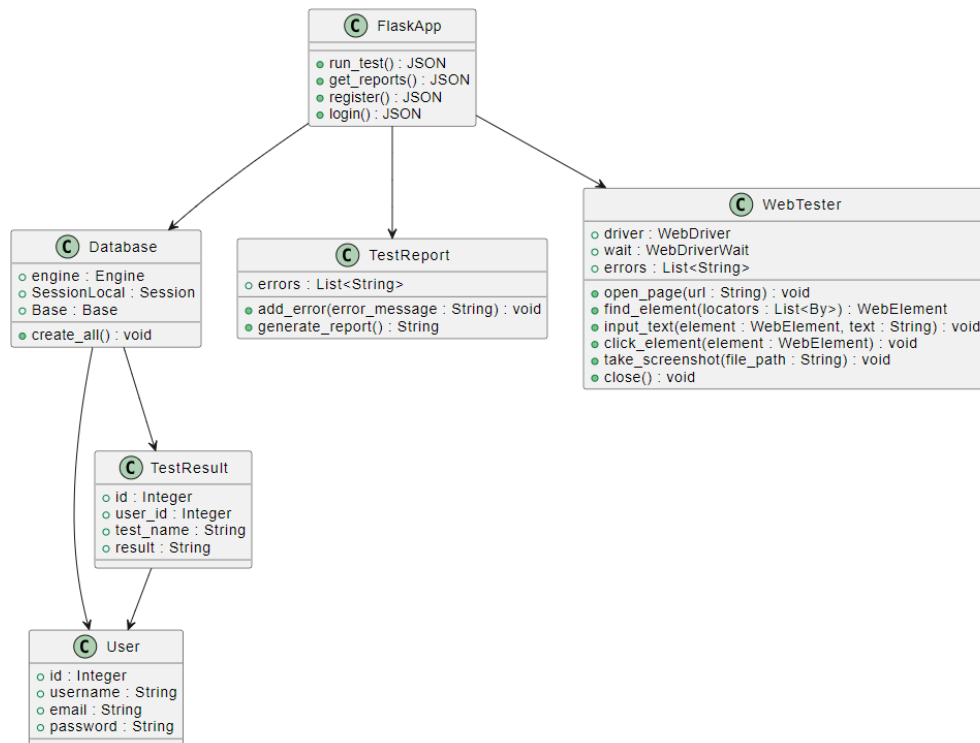 C FlaskApp
run_test() : JSON
get_reports() : JSON
register() : JSON
login() : JSON
C Database
engine : Engine
SessionLocal : Session
Base : Base
create_all() : void
C TestReport
errors : List<String>
add_error(error_message : String) : void
generate_report() : String
C WebTester
driver : WebDriver
wait : WebDriverWait
errors : List<String>
open_page(url : String) : void
find_element(locators : List<By>) : WebElement
input_text(element : WebElement, text : String) : void
click_element(element : WebElement) : void
take_screenshot(file_path : String) : void
close() : void
C TestResult
id : Integer
user_id : Integer
test_name : String
result : String
C User
id : Integer
username : String
email : String
password : String